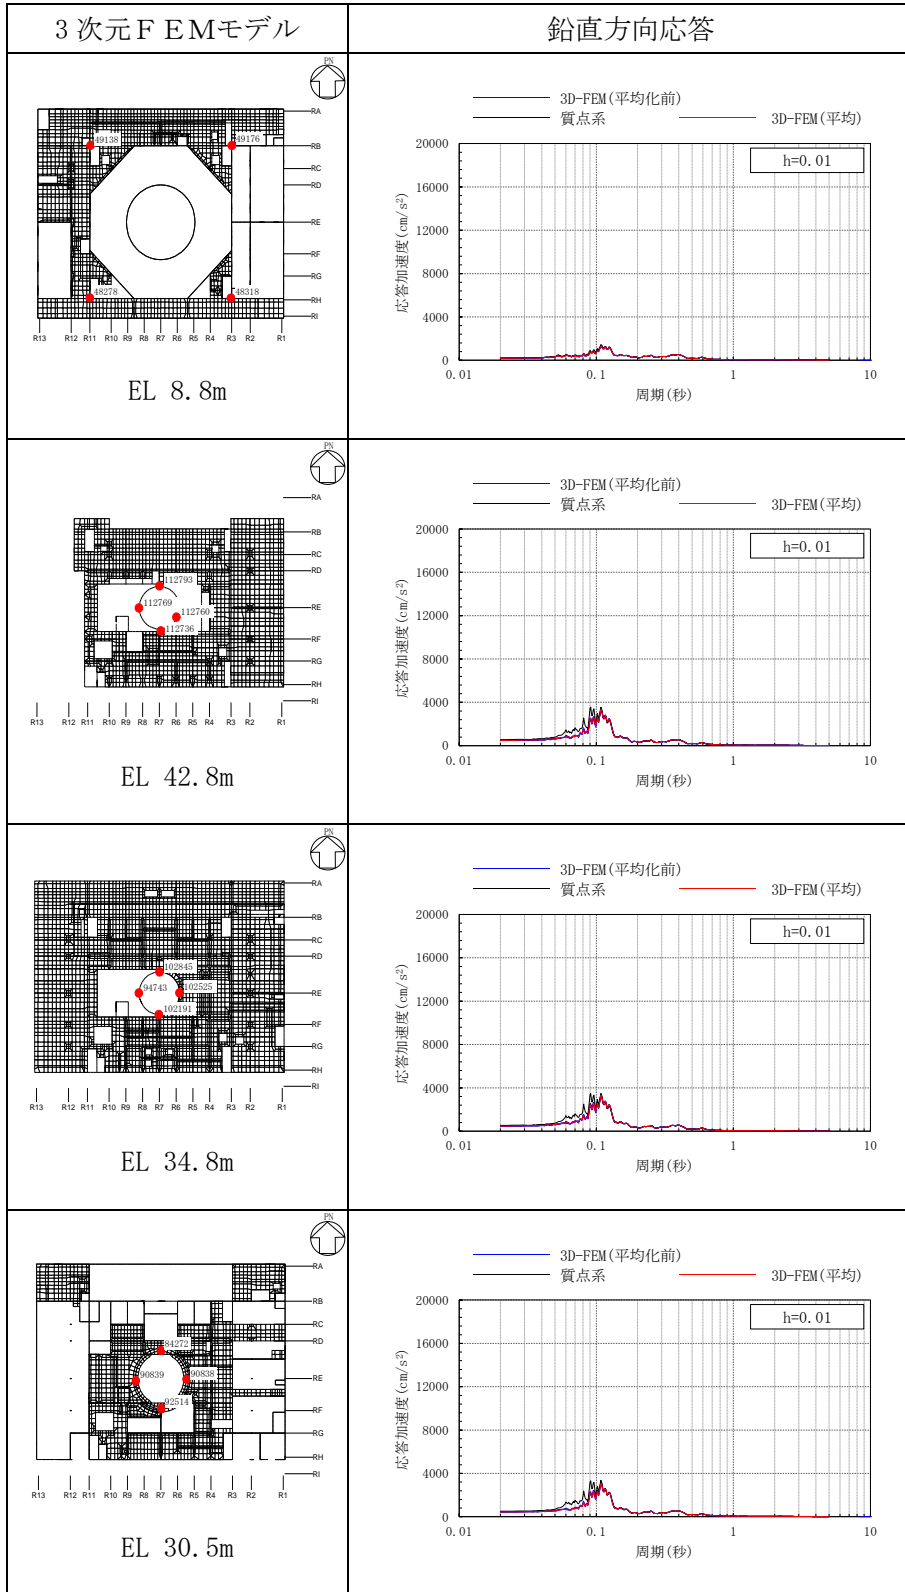 3次元ＦＥＭモデル
鉛直方向応答
PN
RA
RB
RC
RD
RE
RF
RG
RH
RI
49138
49176
48278
48318
R13
R12
R11
R10
R9
R8
R7
R6
R5
R4
R3
R2
R1
EL 8.8m
3D-FEM(平均化前)
質点系
3D-FEM(平均)
h=0.01
応答加速度(cm/s²)
20000
16000
12000
8000
4000
0
0.01
0.1
1
10
周期(秒)
PN
RA
RB
RC
RD
RE
RF
RG
RH
RI
112793
112769
112760
112736
R13
R12
R11
R10
R9
R8
R7
R6
R5
R4
R3
R2
R1
EL 42.8m
3D-FEM(平均化前)
質点系
3D-FEM(平均)
h=0.01
応答加速度(cm/s²)
20000
16000
12000
8000
4000
0
0.01
0.1
1
10
周期(秒)
PN
RA
RB
RC
RD
RE
RF
RG
RH
RI
102845
94743
102525
102191
R13
R12
R11
R10
R9
R8
R7
R6
R5
R4
R3
R2
R1
EL 34.8m
3D-FEM(平均化前)
質点系
3D-FEM(平均)
h=0.01
応答加速度(cm/s²)
20000
16000
12000
8000
4000
0
0.01
0.1
1
10
周期(秒)
PN
RA
RB
RC
RD
RE
RF
RG
RH
RI
84272
90839
90838
92514
R13
R12
R11
R10
R9
R8
R7
R6
R5
R4
R3
R2
R1
EL 30.5m
3D-FEM(平均化前)
質点系
3D-FEM(平均)
h=0.01
応答加速度(cm/s²)
20000
16000
12000
8000
4000
0
0.01
0.1
1
10
周期(秒)